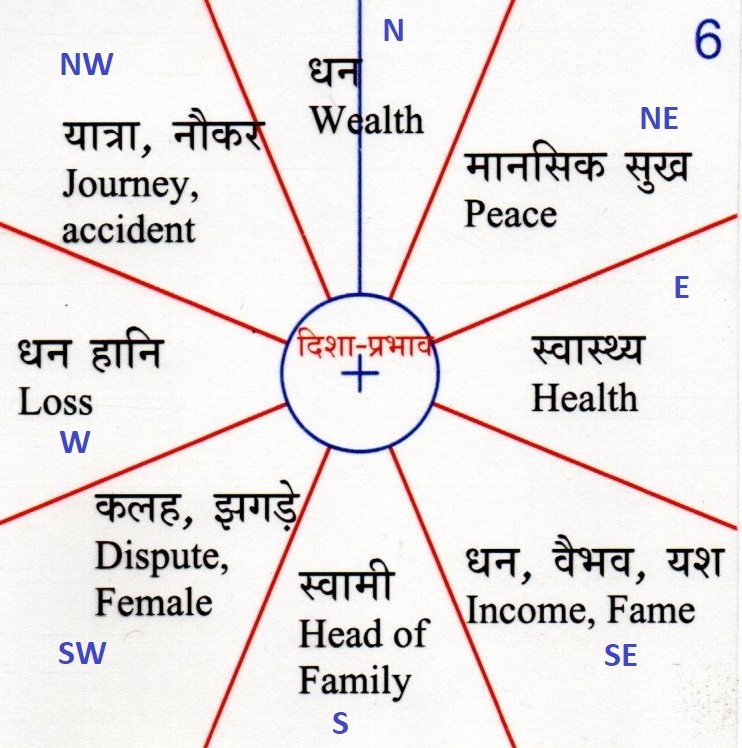 N
6
NW
धन
Wealth
यात्रा, नौकर
Journey,
accident
NE
मानसिक सुख
Peace
E
धन हानि
Loss
W
दिशा-प्रभाव
स्वास्थ्य
Health
कलह, झगड़े
Dispute,
Female
SW
स्वामी
Head of
Family
S
धन, वैभव, यश
Income, Fame
SE